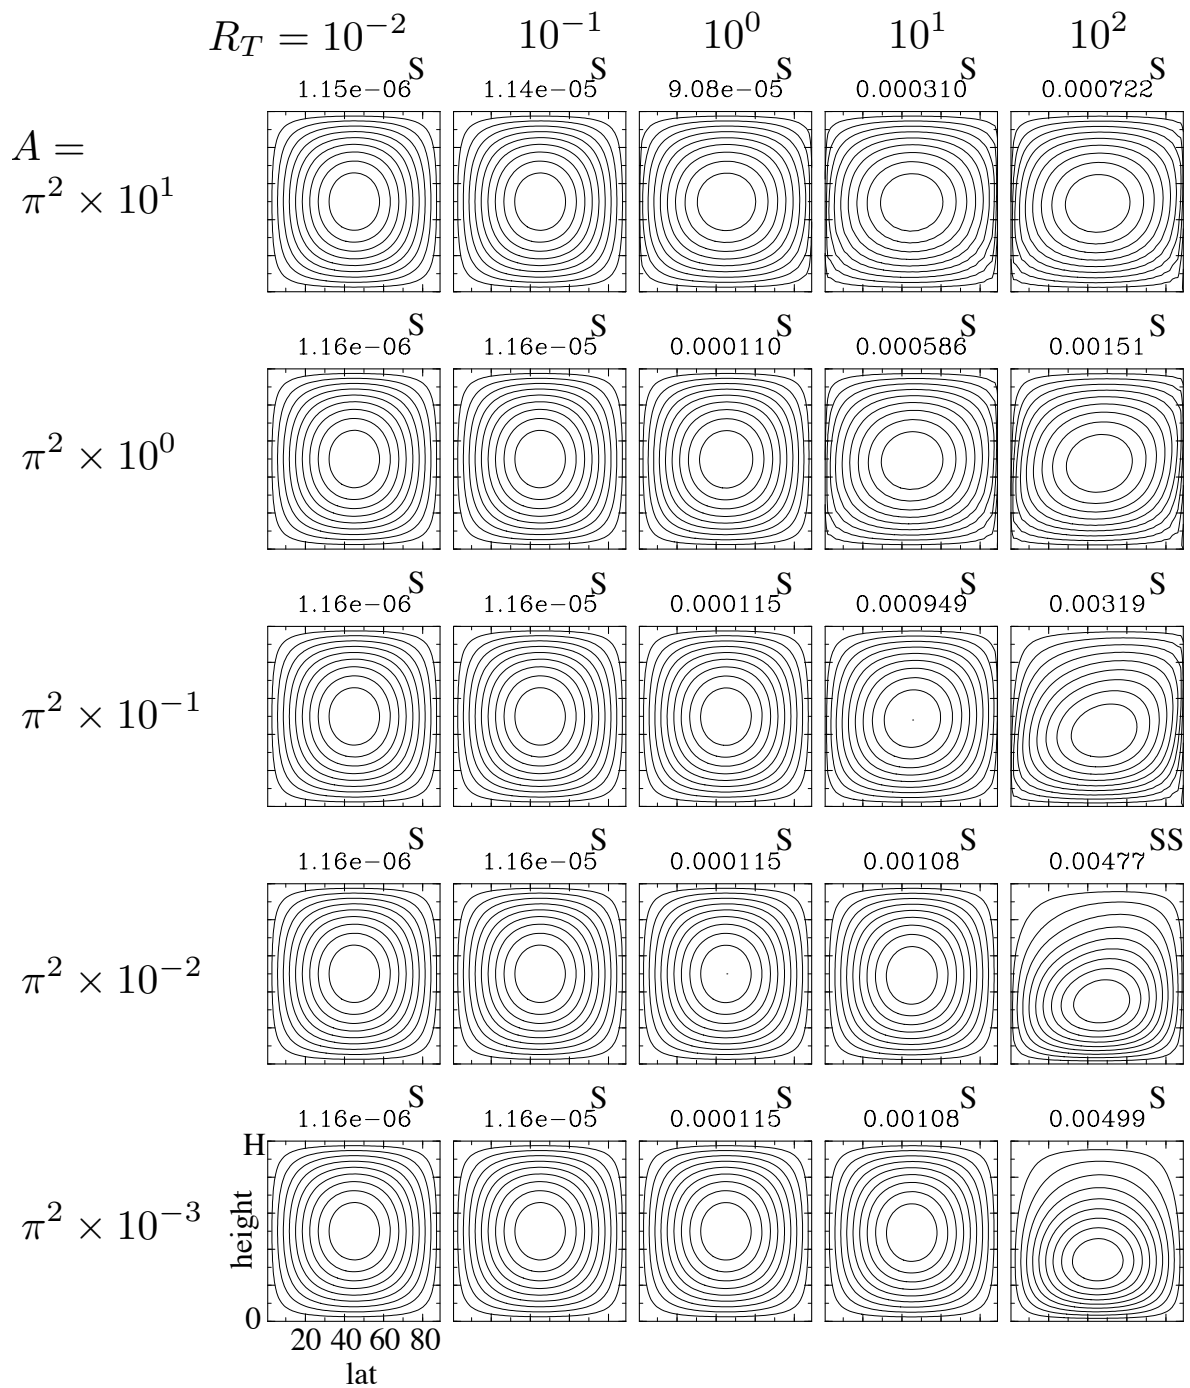 R_T = 10^{-2} 10^{-1} 10^0 10^1 10^2
S S S S S
1.15e-06 1.14e-05 9.08e-05 0.000310 0.000722
A =
π^2 × 10^1
S S S S S
1.16e-06 1.16e-05 0.000110 0.000586 0.00151
π^2 × 10^0
S S S S S
1.16e-06 1.16e-05 0.000115 0.000949 0.00319
π^2 × 10^{-1}
S S S S SS
1.16e-06 1.16e-05 0.000115 0.00108 0.00477
π^2 × 10^{-2}
S S S S S
1.16e-06 1.16e-05 0.000115 0.00108 0.00499
H
π^2 × 10^{-3}
height
0
20 40 60 80
lat